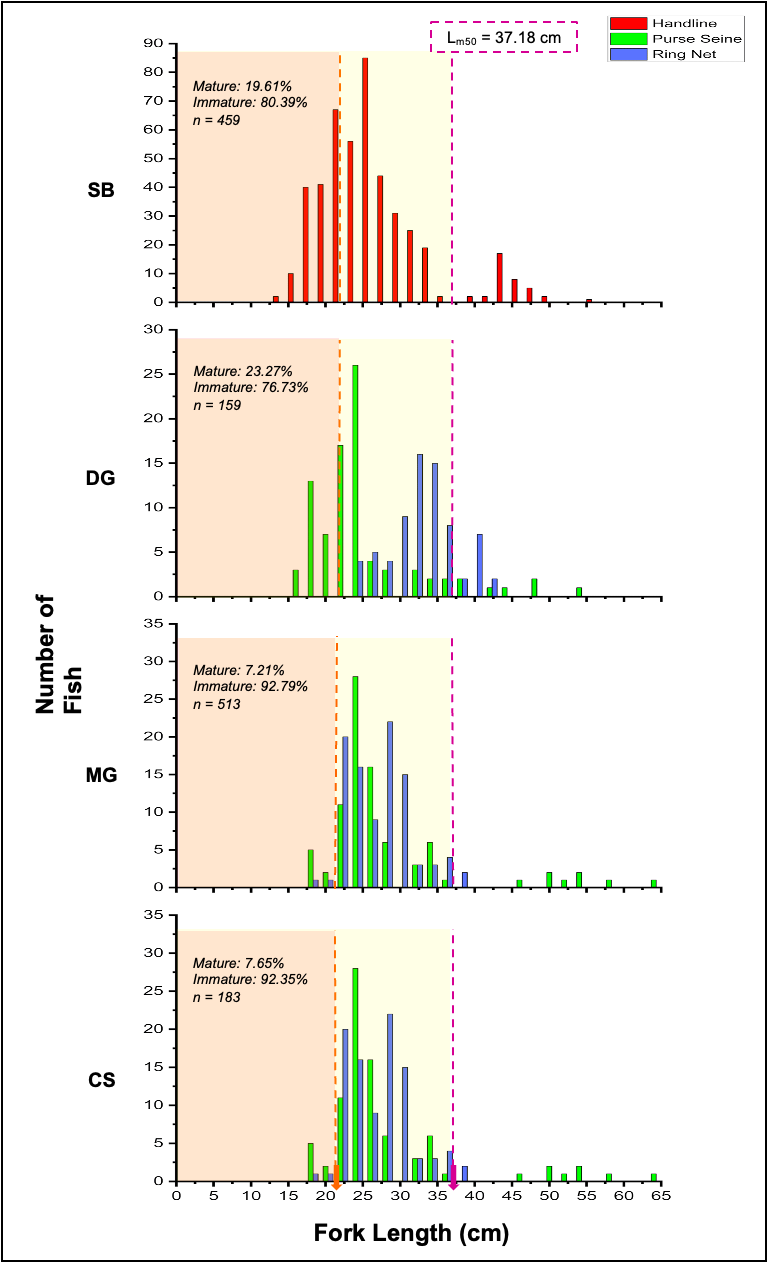 L_m50 = 37.18 cm
Handline
Purse Seine
Ring Net
90
80
70
60
50
40
30
20
10
0
Mature: 19.61%
Immature: 80.39%
n = 459
SB
30
25
20
15
10
5
0
Mature: 23.27%
Immature: 76.73%
n = 159
DG
Number of
Fish
35
30
25
20
15
10
5
0
Mature: 7.21%
Immature: 92.79%
n = 513
MG
35
30
25
20
15
10
5
0
Mature: 7.65%
Immature: 92.35%
n = 183
CS
0 5 10 15 20 25 30 35 40 45 50 55 60 65
Fork Length (cm)